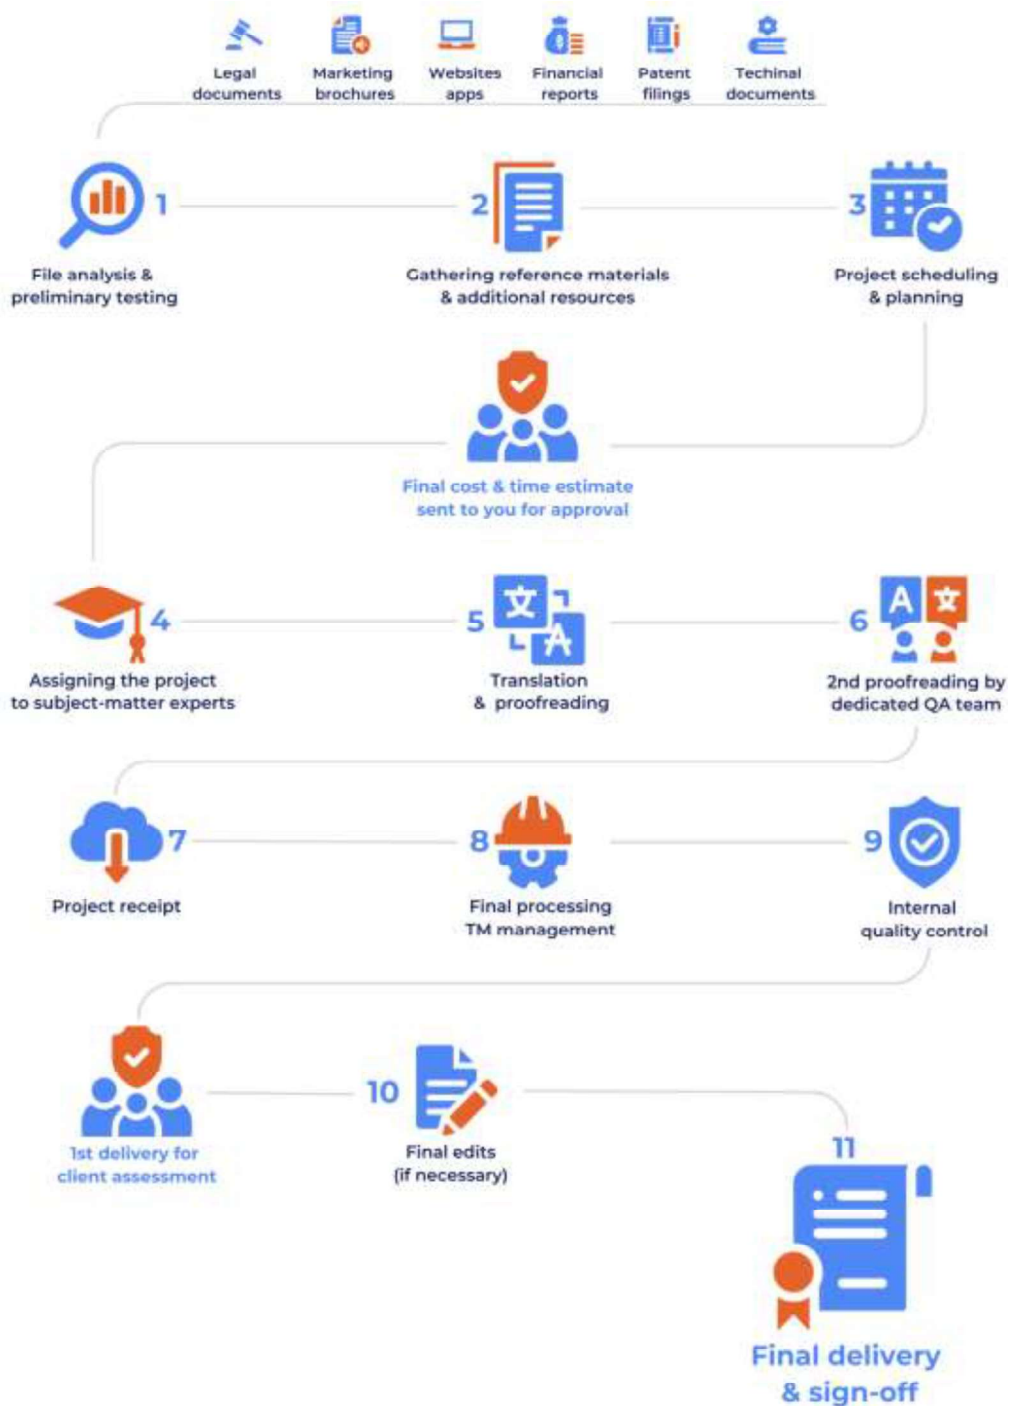 Legal
documents
Marketing
brochures
Websites
apps
Financial
reports
Patent
filings
Techinal
documents
1
File analysis &
preliminary testing
2
Gathering reference materials
& additional resources
3
Project scheduling
& planning
Final cost & time estimate
sent to you for approval
4
Assigning the project
to subject-matter experts
5
文
A
Translation
& proofreading
6
A
文
2nd proofreading by
dedicated QA team
7
Project receipt
8
Final processing
TM management
9
Internal
quality control
1st delivery for
client assessment
10
Final edits
(if necessary)
11
Final delivery
& sign-off